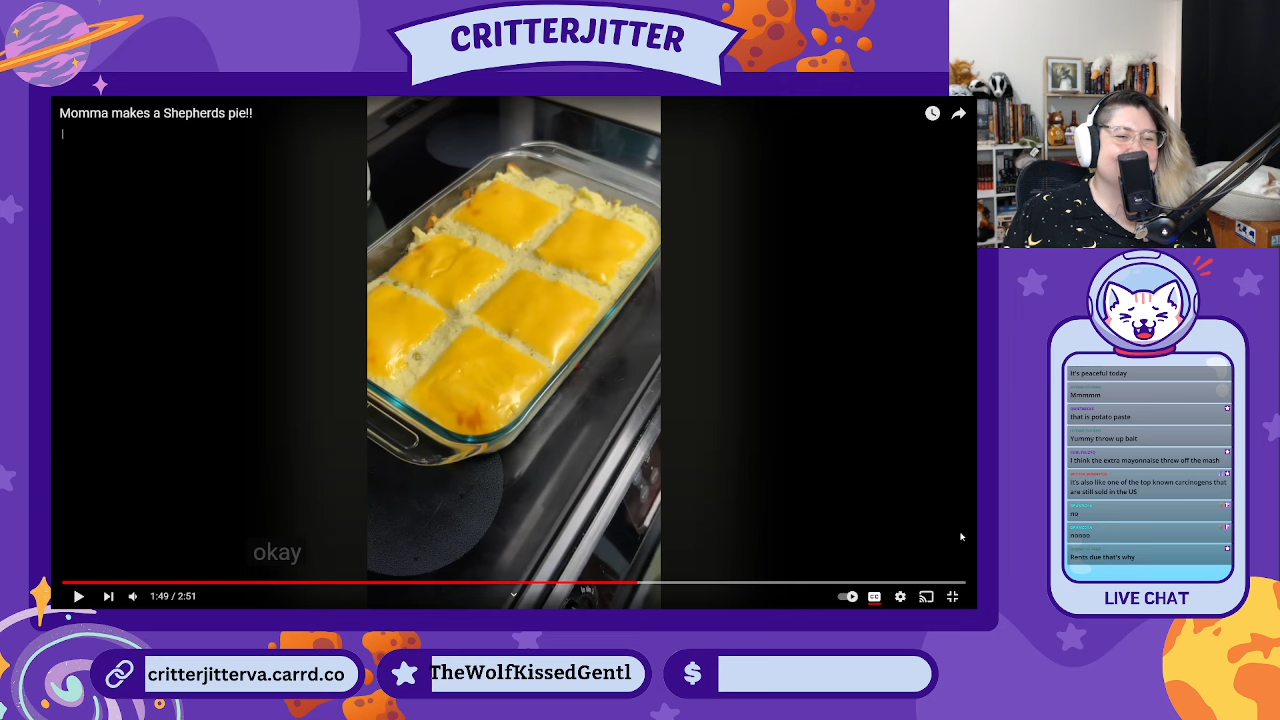 CRITTERJITTER
Momma makes a Shepherds pie!!
okay
1:49 / 2:51
CC
it's peaceful today
Mmmmm
that is potato paste
Yummy throw up bait
I think the extra mayonnaise threw off the mash
it's also like one of the top known carcinogens that
are still sold in the US
no
noooo
Rents due that's why
LIVE CHAT
critterjitterva.carrd.co
TheWolfKissedGentl
$